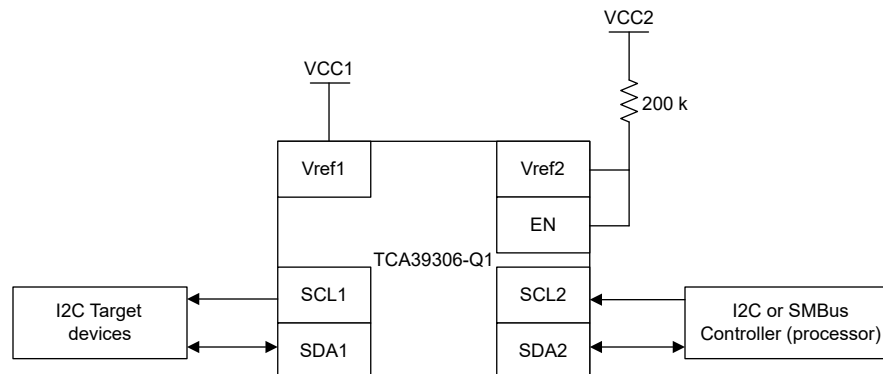 VCC2
VCC1
200 k
Vref1
Vref2
EN
TCA39306-Q1
I2C Target
devices
SCL1
SCL2
I2C or SMBus
Controller (processor)
SDA1
SDA2